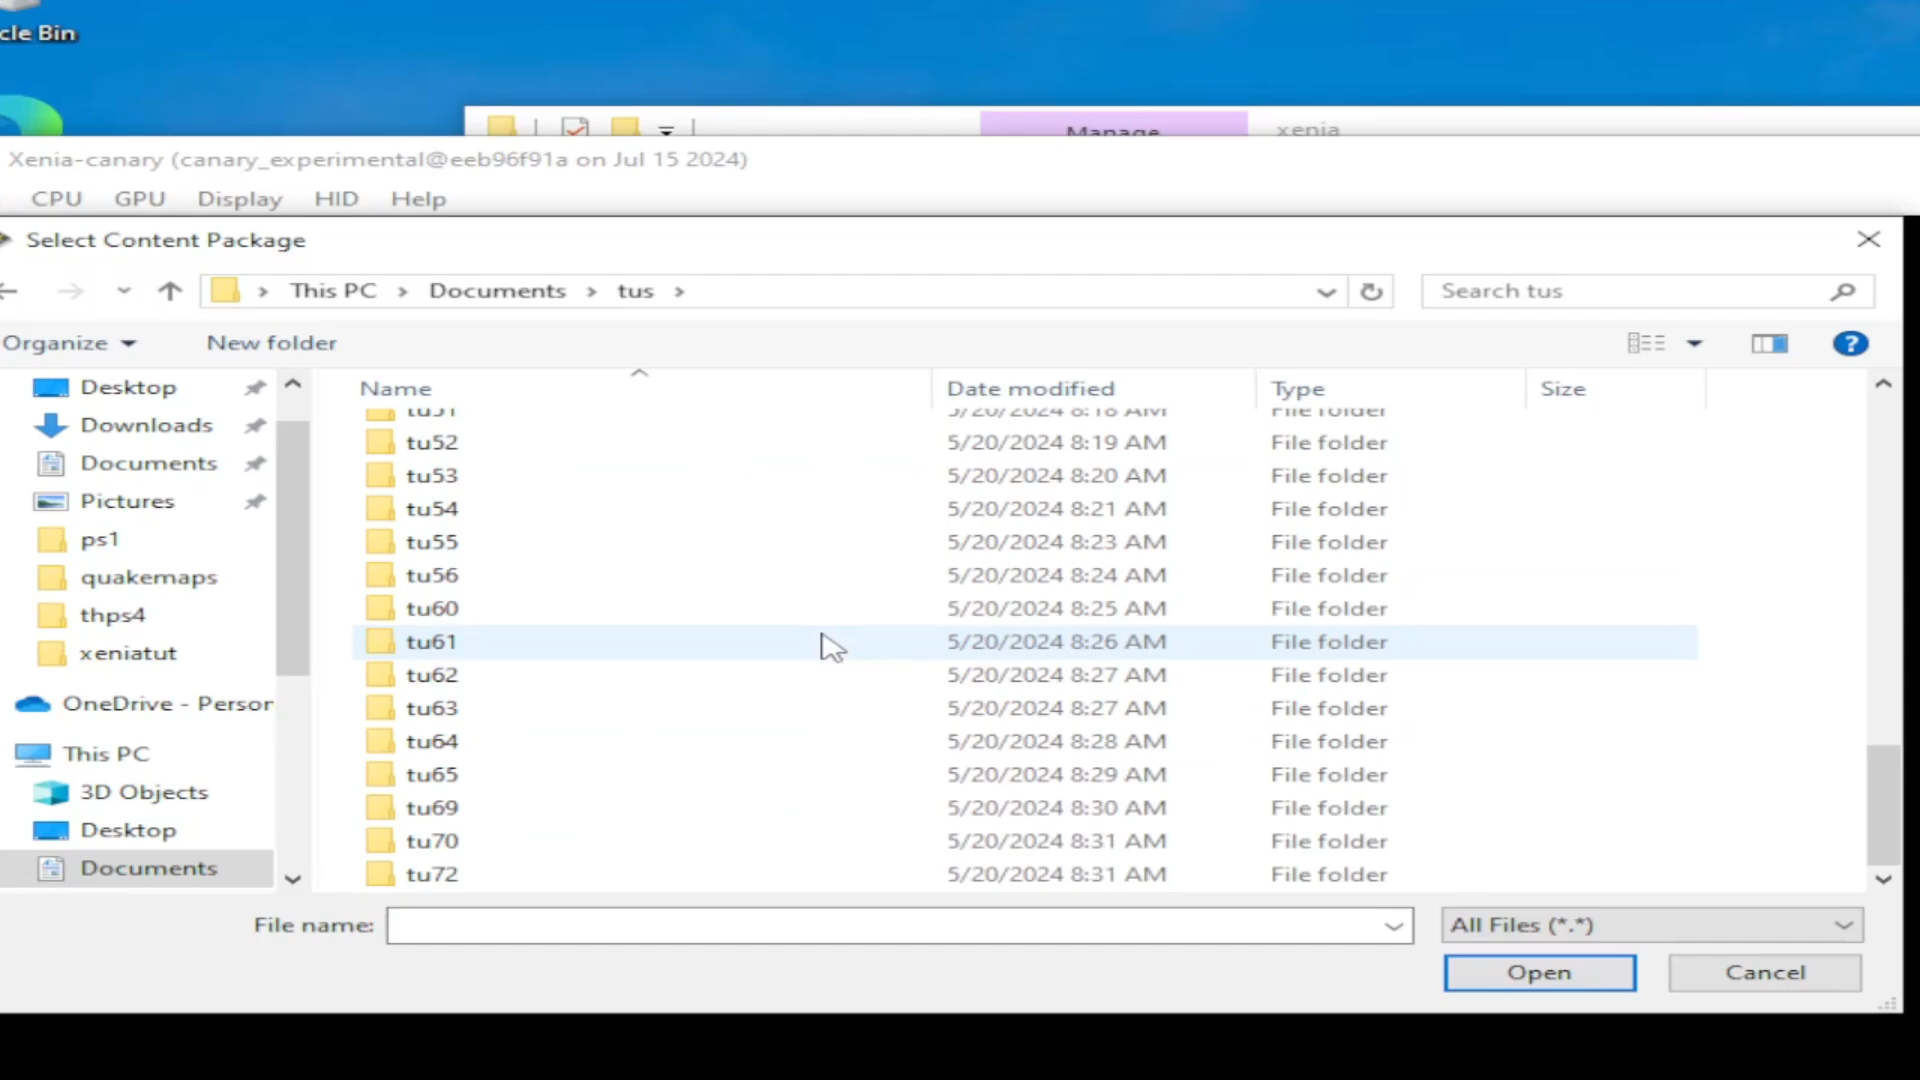 cle Bin
Manage xenia
Xenia-canary (canary_experimental@eeb96f91a on Jul 15 2024)
CPU GPU Display HID Help
Select Content Package
This PC > Documents > tus >
Search tus
Organize New folder
Name Date modified Type Size
Desktop
Downloads
Documents
Pictures
ps1
quakemaps
thps4
xeniatut
OneDrive - Person
This PC
3D Objects
Desktop
Documents
tu51 5/20/2024 8:18 AM File folder
tu52 5/20/2024 8:19 AM File folder
tu53 5/20/2024 8:20 AM File folder
tu54 5/20/2024 8:21 AM File folder
tu55 5/20/2024 8:23 AM File folder
tu56 5/20/2024 8:24 AM File folder
tu60 5/20/2024 8:25 AM File folder
tu61 5/20/2024 8:26 AM File folder
tu62 5/20/2024 8:27 AM File folder
tu63 5/20/2024 8:27 AM File folder
tu64 5/20/2024 8:28 AM File folder
tu65 5/20/2024 8:29 AM File folder
tu69 5/20/2024 8:30 AM File folder
tu70 5/20/2024 8:31 AM File folder
tu72 5/20/2024 8:31 AM File folder
File name:
All Files (*.*)
Open Cancel